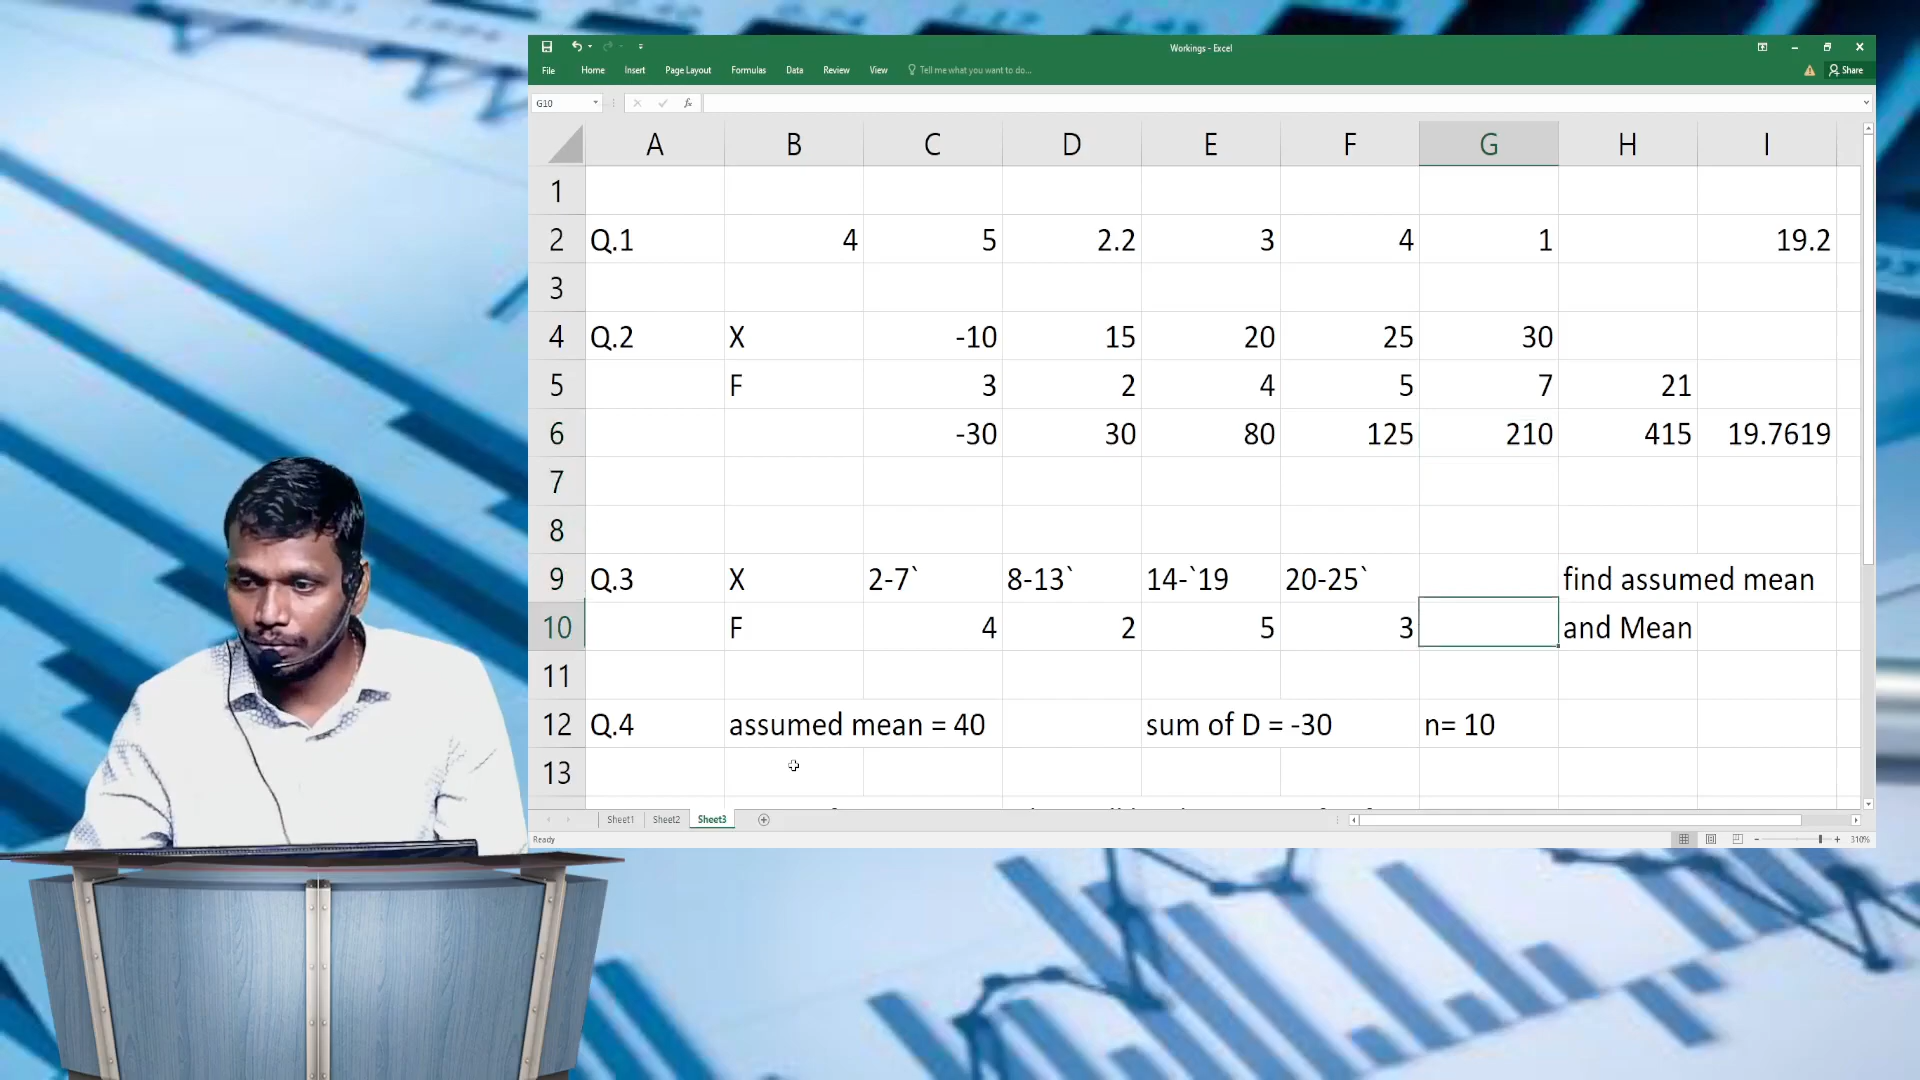 Workings - Excel
File Home Insert Page Layout Formulas Data Review View Tell me what you want to do... Share
G10 fx
A B C D E F G H I
1
2 Q.1 4 5 2.2 3 4 1 19.2
3
4 Q.2 X -10 15 20 25 30
5 F 3 2 4 5 7 21
6 -30 30 80 125 210 415 19.7619
7
8
9 Q.3 X 2-7` 8-13` 14-`19 20-25` find assumed mean
10 F 4 2 5 3 and Mean
11
12 Q.4 assumed mean = 40 sum of D = -30 n= 10
13
Sheet1 Sheet2 Sheet3
Ready 310%